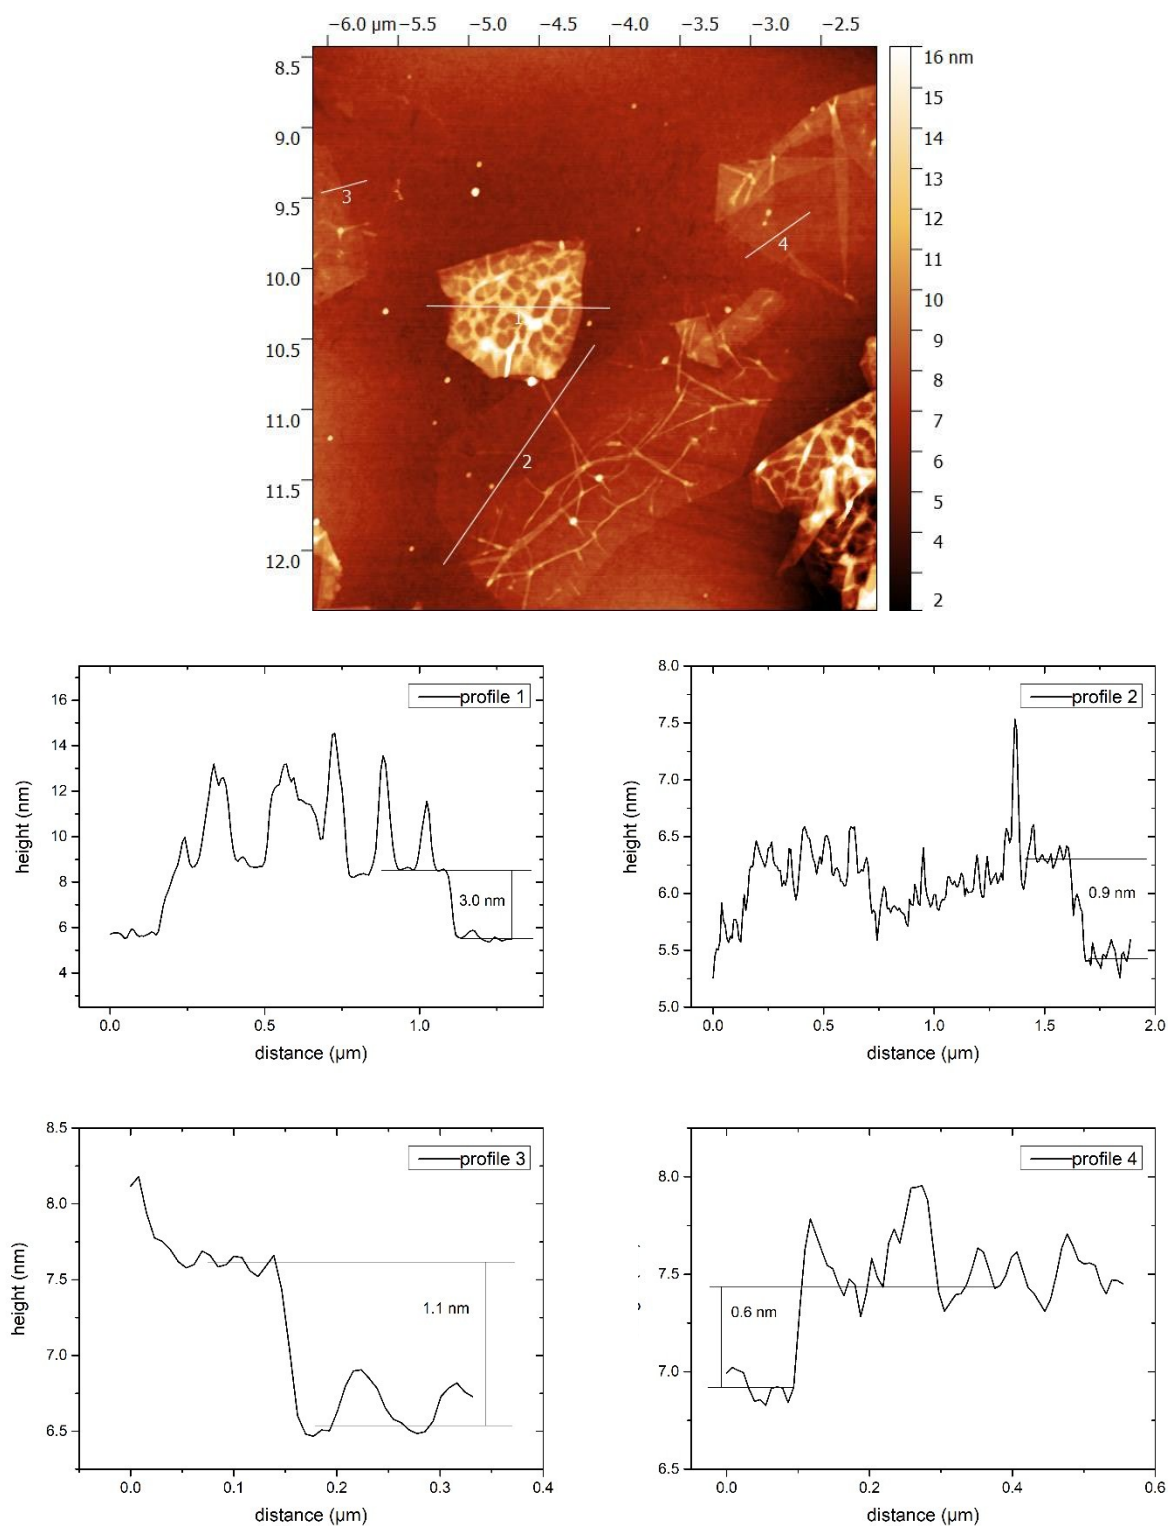 −6.0 µm −5.5 −5.0 −4.5 −4.0 −3.5 −3.0 −2.5
8.5
9.0
9.5
10.0
10.5
11.0
11.5
12.0
3
4
1
2
16 nm
15
14
13
12
11
10
9
8
7
6
5
4
2
profile 1
height (nm)
16
14
12
10
8
6
4
3.0 nm
0.0 0.5 1.0
distance (µm)
profile 2
height (nm)
8.0
7.5
7.0
6.5
6.0
5.5
5.0
0.9 nm
0.0 0.5 1.0 1.5 2.0
distance (µm)
profile 3
height (nm)
8.5
8.0
7.5
7.0
6.5
1.1 nm
0.0 0.1 0.2 0.3 0.4
distance (µm)
profile 4
8.0
7.5
7.0
6.5
0.6 nm
0.0 0.2 0.4 0.6
distance (µm)